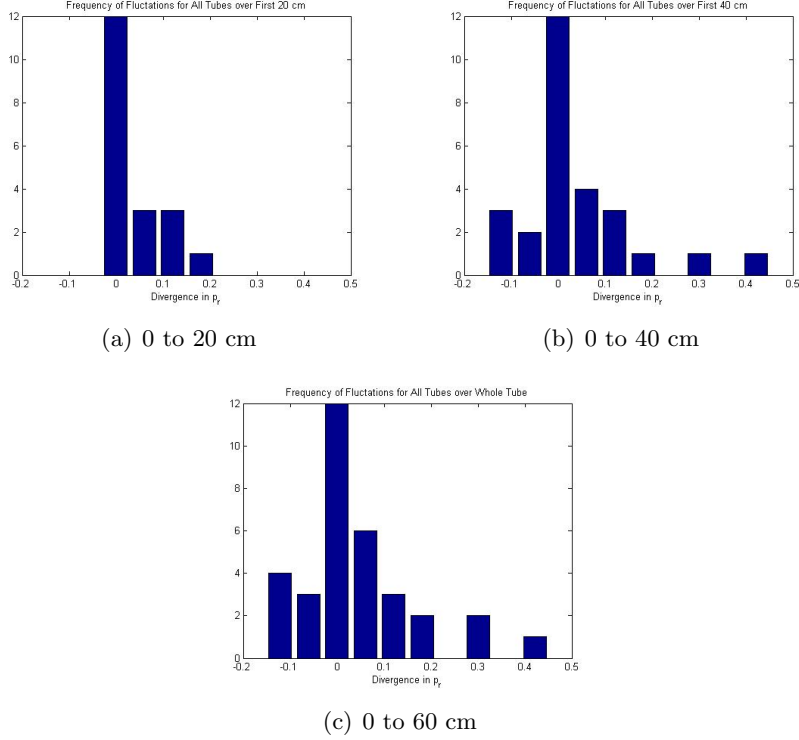 Frequency of Fluctations for All Tubes over First 20 cm
12
10
8
6
4
2
0
-0.2 -0.1 0 0.1 0.2 0.3 0.4 0.5
Divergence in p_r
(a) 0 to 20 cm
Frequency of Fluctations for All Tubes over First 40 cm
12
10
8
6
4
2
0
-0.2 -0.1 0 0.1 0.2 0.3 0.4 0.5
Divergence in p_r
(b) 0 to 40 cm
Frequency of Fluctations for All Tubes over Whole Tube
12
10
8
6
4
2
0
-0.2 -0.1 0 0.1 0.2 0.3 0.4 0.5
Divergence in p_r
(c) 0 to 60 cm